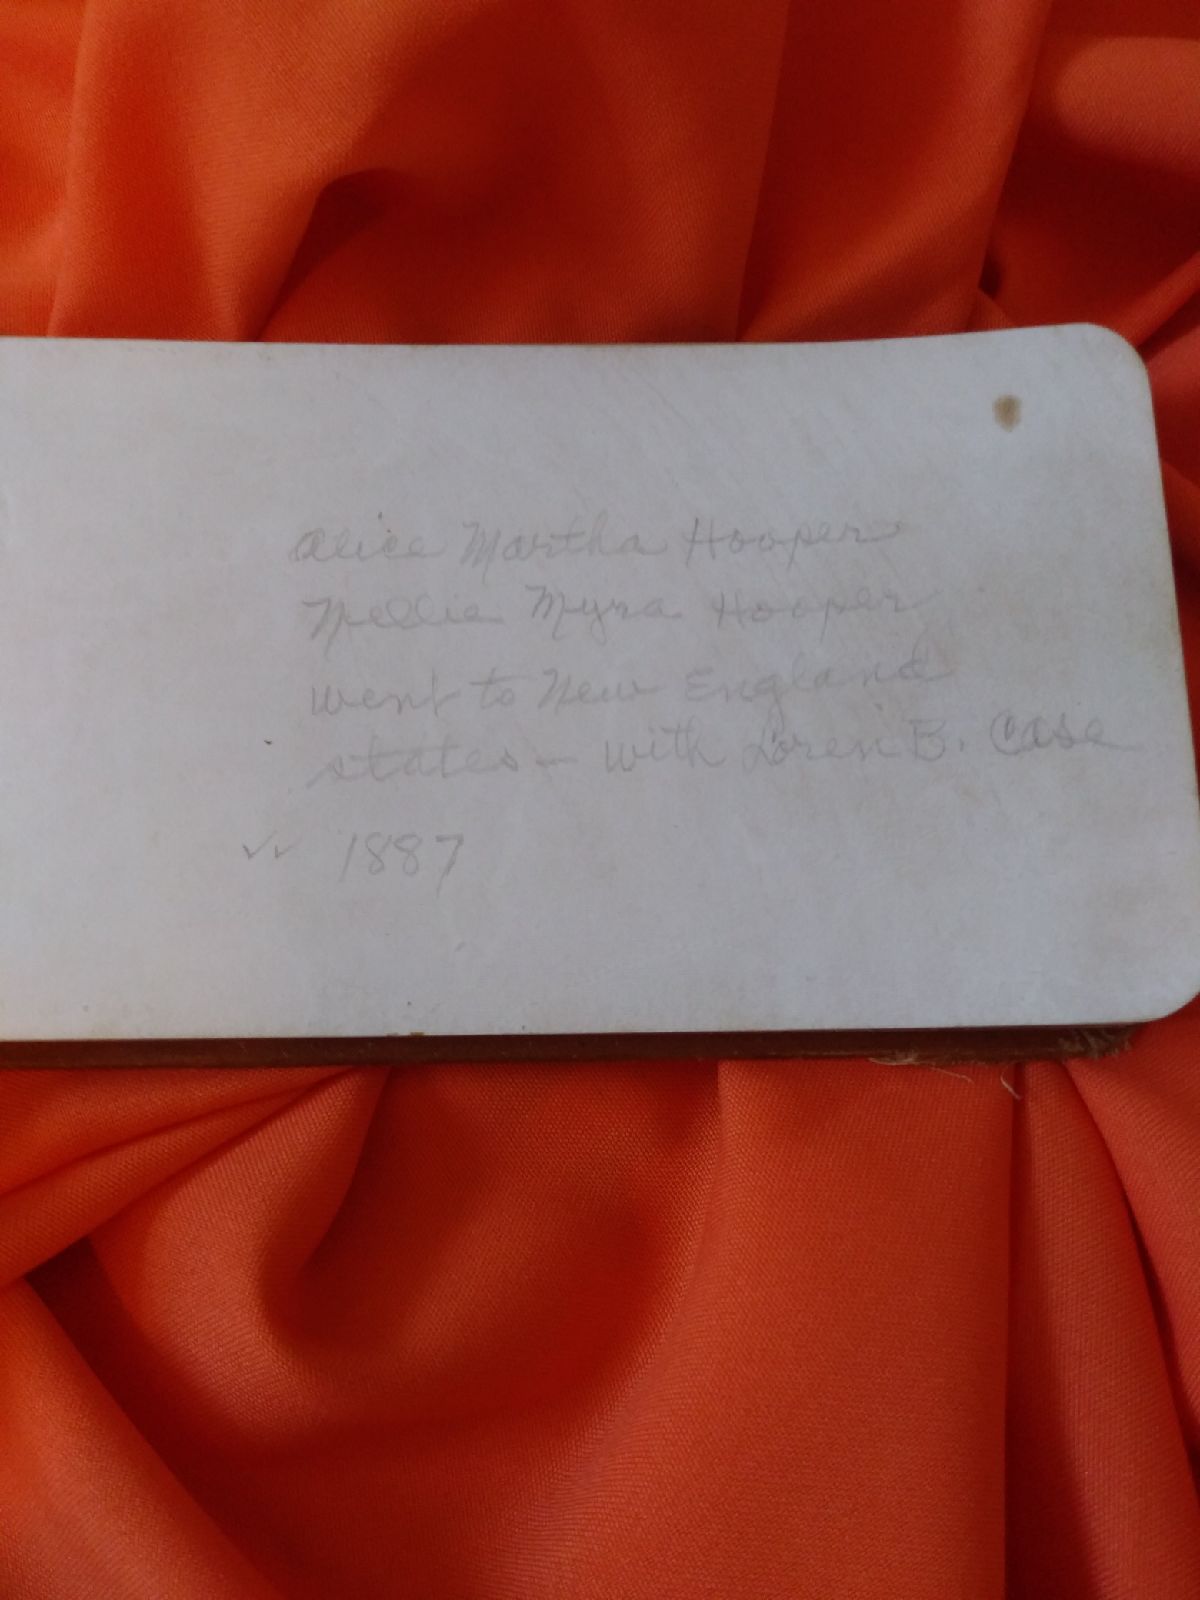 Alice Martha Hooper
Nellie Myra Hooper
went to New England
states - with Loren B. Case
✓✓ 1887